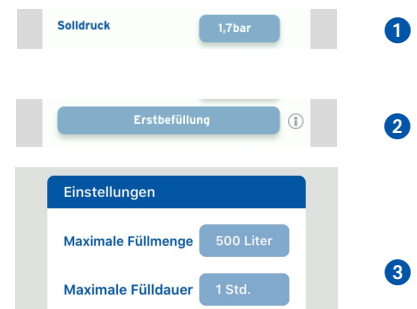 Solldruck 1,7bar 1
Erstbefüllung i 2
Einstellungen
Maximale Füllmenge 500 Liter
3
Maximale Fülldauer 1 Std.